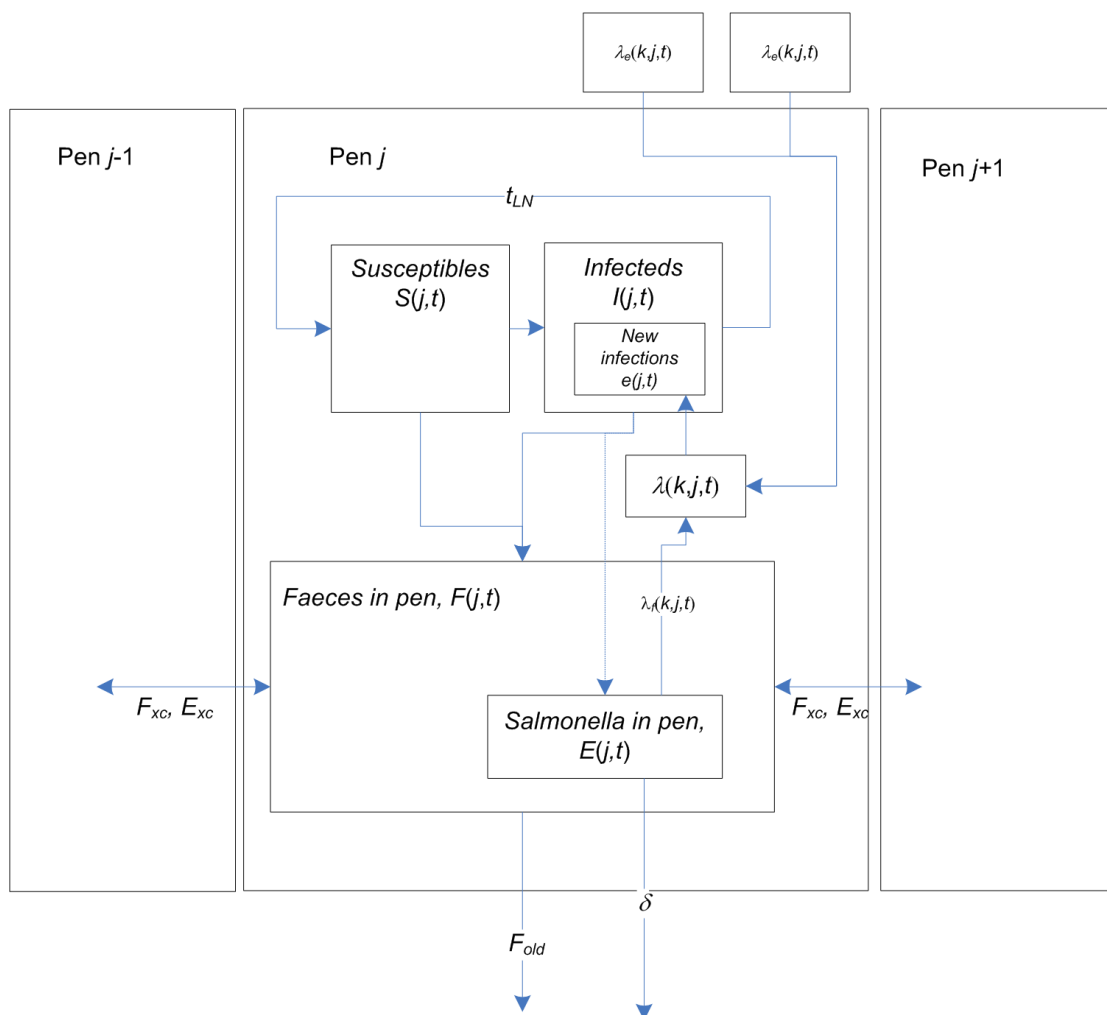 λe(k,j,t)
λe(k,j,t)
Pen j-1
Pen j
Pen j+1
tLN
Susceptibles
S(j,t)
Infecteds
I(j,t)
New
infections
e(j,t)
λ(k,j,t)
Faeces in pen, F(j,t)
λf(k,j,t)
Fxc, Exc
Fxc, Exc
Salmonella in pen,
E(j,t)
δ
Fold